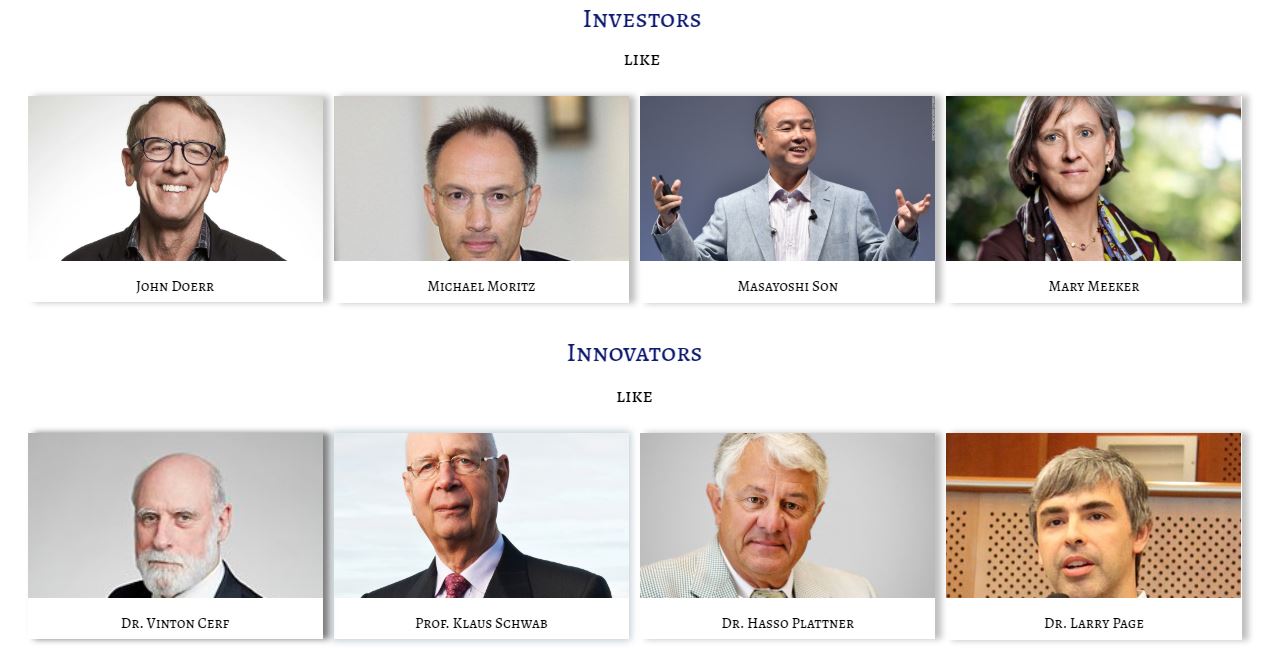 Investors
like
John Doerr
Michael Moritz
Masayoshi Son
Mary Meeker
Innovators
like
Dr. Vinton Cerf
Prof. Klaus Schwab
Dr. Hasso Plattner
Dr. Larry Page